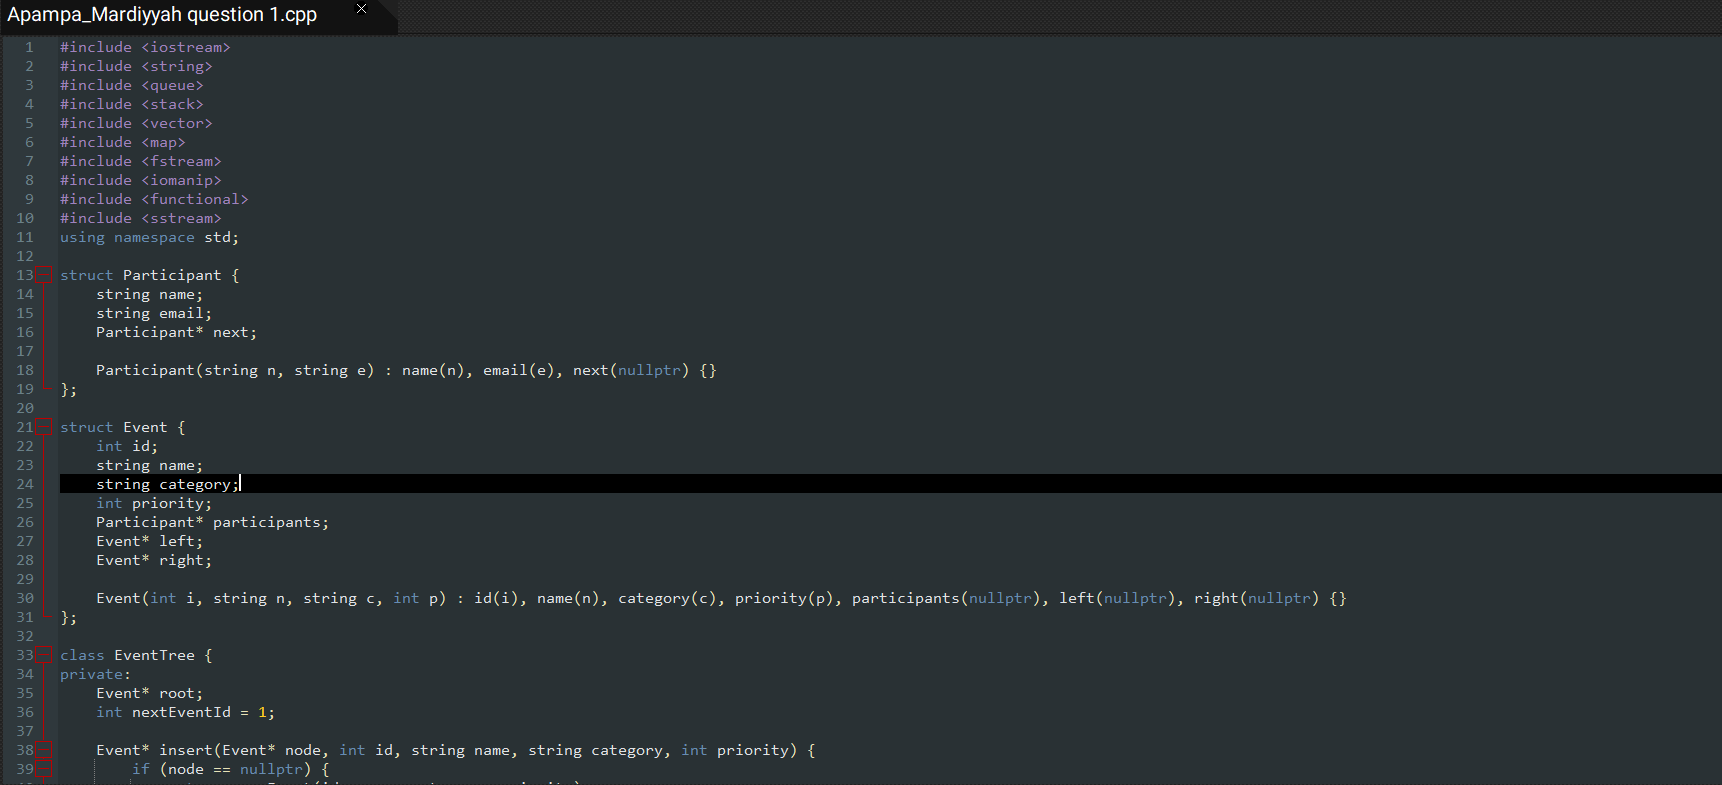 Apampa_Mardiyyah question 1.cpp
1 #include <iostream>
2 #include <string>
3 #include <queue>
4 #include <stack>
5 #include <vector>
6 #include <map>
7 #include <fstream>
8 #include <iomanip>
9 #include <functional>
10 #include <sstream>
11 using namespace std;
12
13 struct Participant {
14 string name;
15 string email;
16 Participant* next;
17
18 Participant(string n, string e) : name(n), email(e), next(nullptr) {}
19 };
20
21 struct Event {
22 int id;
23 string name;
24 string category;
25 int priority;
26 Participant* participants;
27 Event* left;
28 Event* right;
29
30 Event(int i, string n, string c, int p) : id(i), name(n), category(c), priority(p), participants(nullptr), left(nullptr), right(nullptr) {}
31 };
32
33 class EventTree {
34 private:
35 Event* root;
36 int nextEventId = 1;
37
38 Event* insert(Event* node, int id, string name, string category, int priority) {
39 if (node == nullptr) {